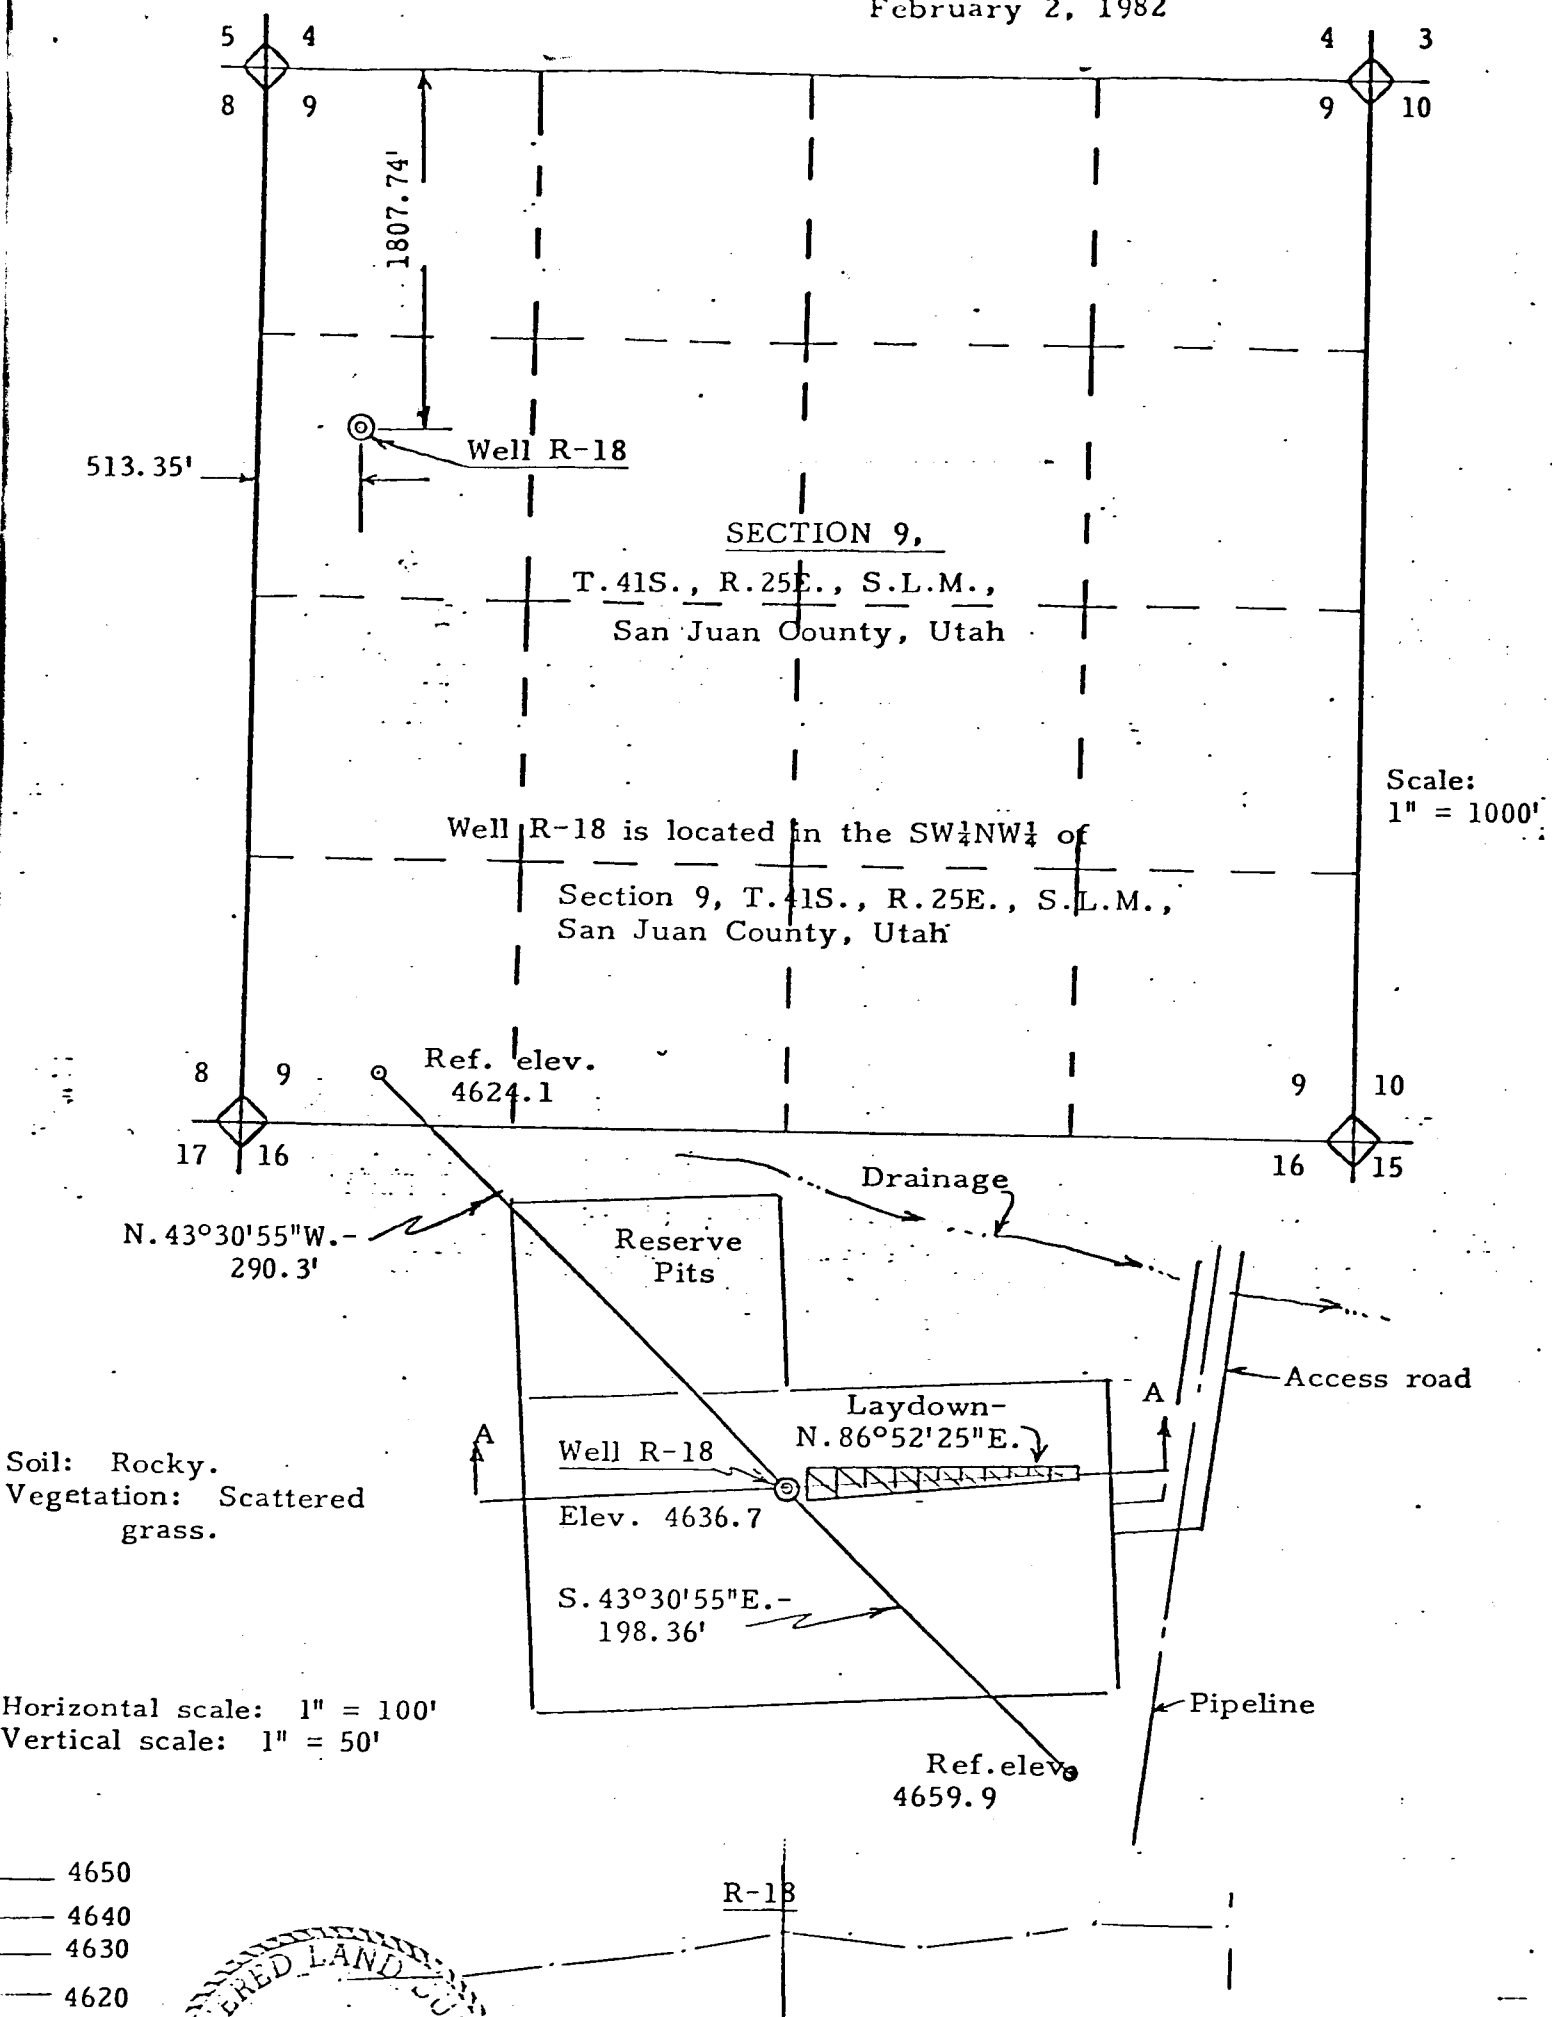 February 2, 1982
5 4
4 3
8 9
9 10
1807.74'
Well R-18
513.35'
SECTION 9,
T.41S., R.25E., S.L.M.,
San Juan County, Utah
Scale:
1" = 1000'
Well R-18 is located in the SW¼NW¼ of
Section 9, T.41S., R.25E., S.L.M.,
San Juan County, Utah
Ref. elev.
4624.1
8 9
9 10
17 16
16 15
Drainage
N.43°30'55"W.-
290.3'
Reserve
Pits
Access road
Laydown-
N.86°52'25"E.
A
A
Well R-18
Elev. 4636.7
Soil: Rocky.
Vegetation: Scattered
grass.
S.43°30'55"E.-
198.36'
Horizontal scale: 1" = 100'
Vertical scale: 1" = 50'
Pipeline
Ref.elev.
4659.9
4650
R-18
4640
4630
4620
ERED LAND SU